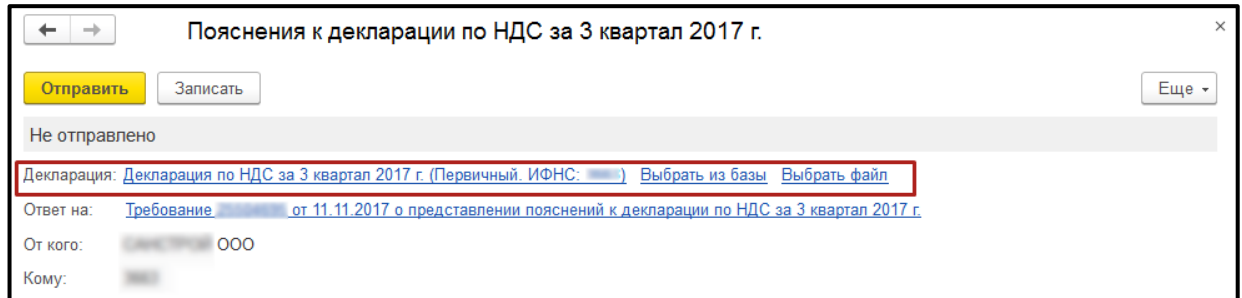 Пояснения к декларации по НДС за 3 квартал 2017 г.
Отправить Записать Еще
Не отправлено
Декларация: Декларация по НДС за 3 квартал 2017 г. (Первичный. ИФНС: ) Выбрать из базы Выбрать файл
Ответ на: Требование от 11.11.2017 о представлении пояснений к декларации по НДС за 3 квартал 2017 г.
От кого: ООО
Кому: